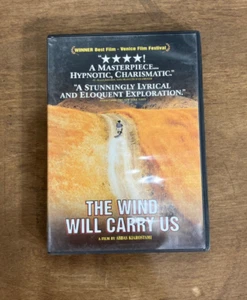 WINNER Best Film - Venice Film Festival
"★★★★!
A MASTERPIECE...
HYPNOTIC, CHARISMATIC."
"A STUNNINGLY LYRICAL
AND ELOQUENT EXPLORATION."
THE WIND
WILL CARRY US
A FILM BY ABBAS KIAROSTAMI